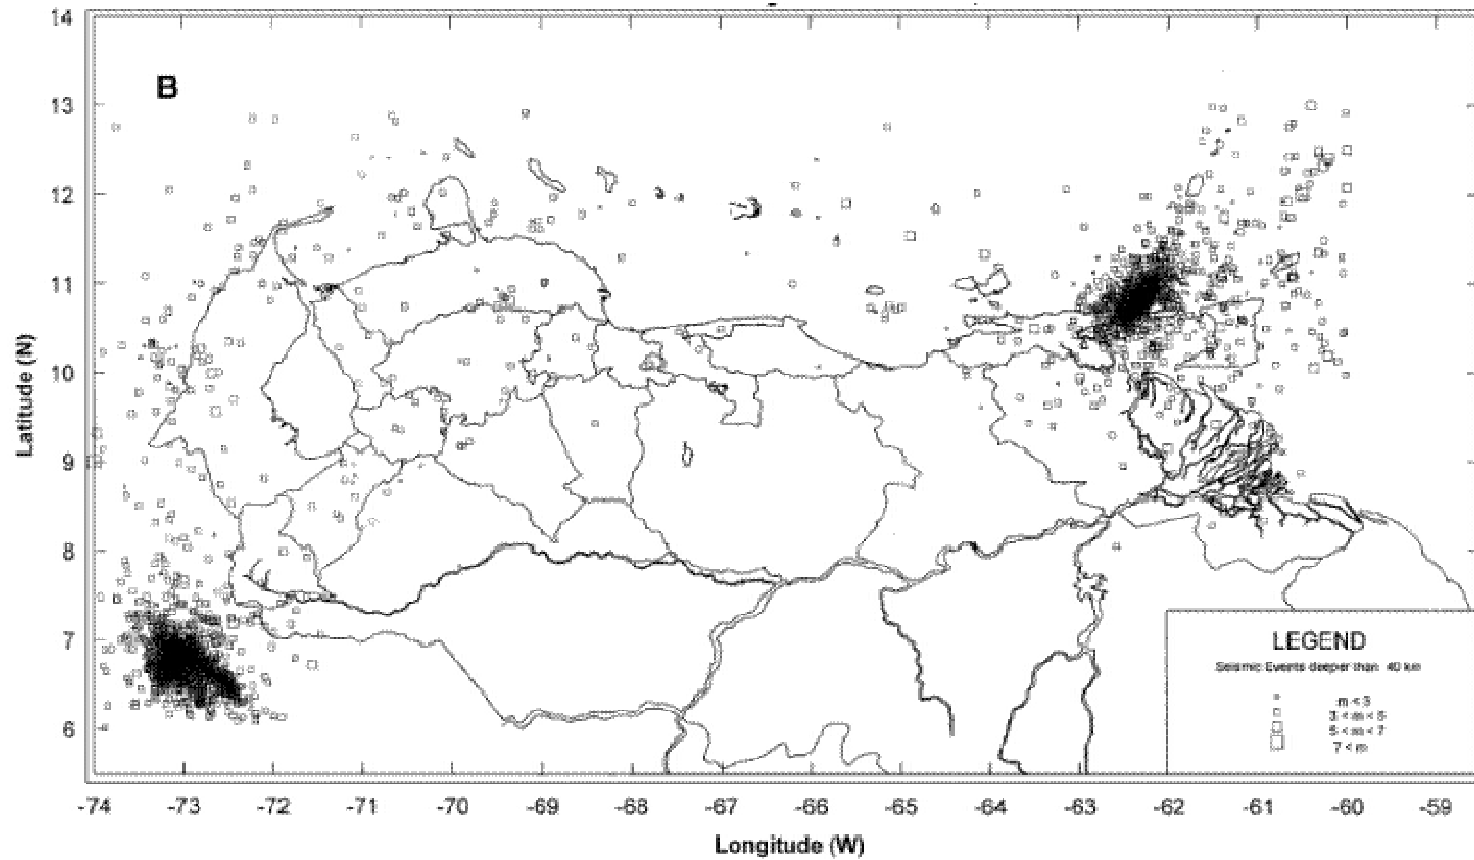 14
B
13
12
11
10
9
8
7
6
Latitude (N)
LEGEND
Seismic Events deeper than 40 km
m < 3
3 < m < 5
5 < m < 7
7 < m
-74 -73 -72 -71 -70 -69 -68 -67 -66 -65 -64 -63 -62 -61 -60 -59
Longitude (W)